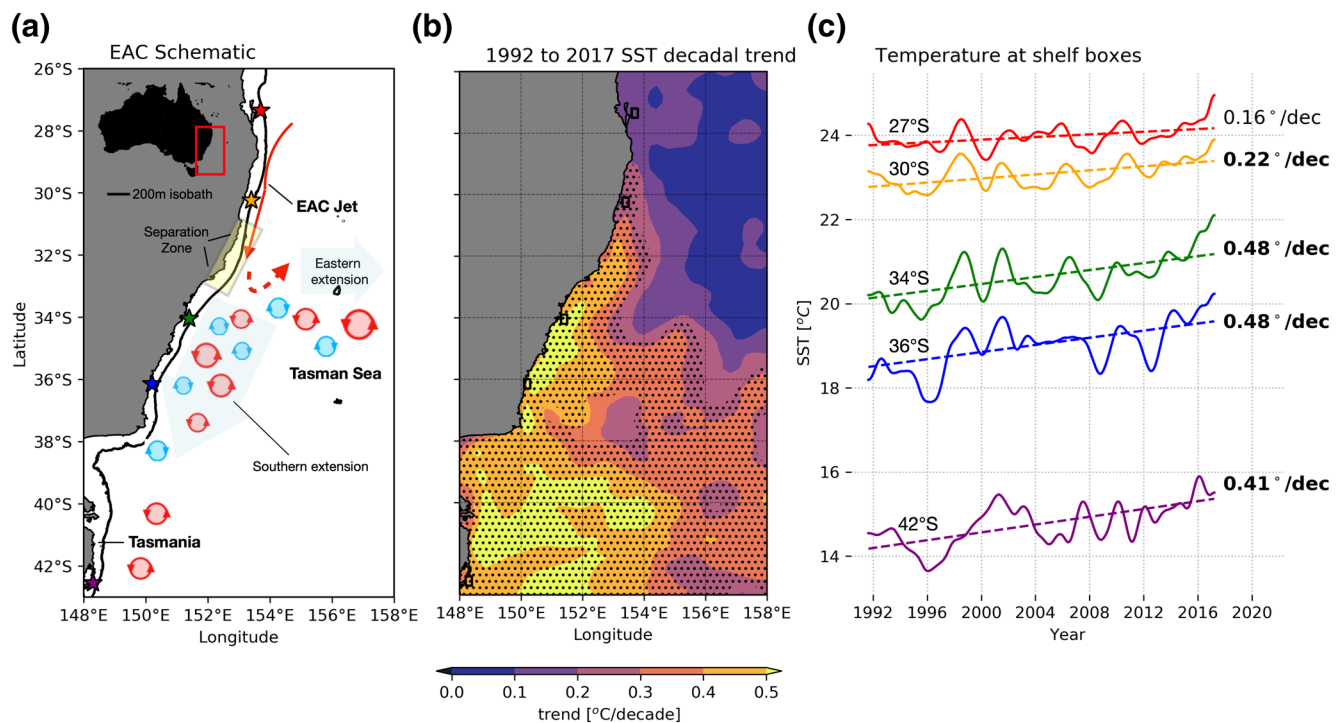 (a)
EAC Schematic
26°S
28°S
30°S
32°S
34°S
36°S
38°S
40°S
42°S
Latitude
200m isobath
EAC Jet
Separation
Zone
Eastern
extension
Tasman Sea
Southern extension
Tasmania
148°E 150°E 152°E 154°E 156°E 158°E
Longitude
(b)
1992 to 2017 SST decadal trend
148°E 150°E 152°E 154°E 156°E 158°E
Longitude
0.0 0.1 0.2 0.3 0.4 0.5
trend [°C/decade]
(c)
Temperature at shelf boxes
24
22
20
18
16
14
SST [°C]
27°S
0.16°/dec
30°S
0.22°/dec
34°S
0.48°/dec
36°S
0.48°/dec
42°S
0.41°/dec
1992 1996 2000 2004 2008 2012 2016 2020
Year